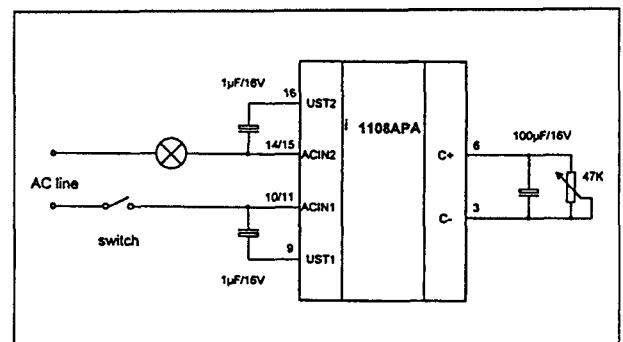 1µF/16V
16
UST2
1108APA
14/15
ACIN2
C+
6
100µF/16V
AC line
10/11
ACIN1
47K
switch
C-
3
9
UST1
1µF/16V